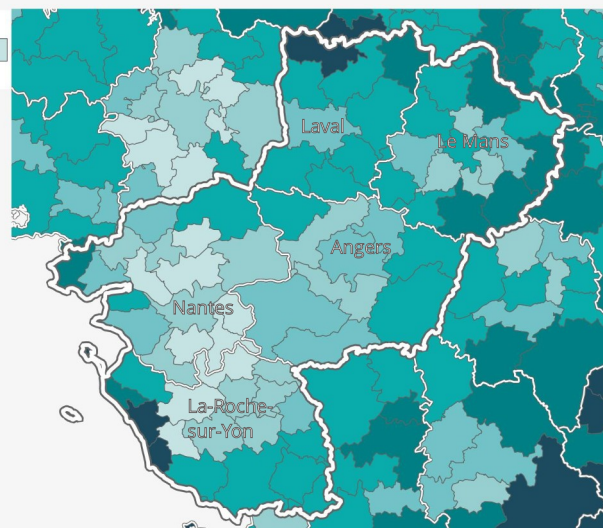 Laval
Le Mans
Angers
Nantes
La-Roche-
sur-Yon